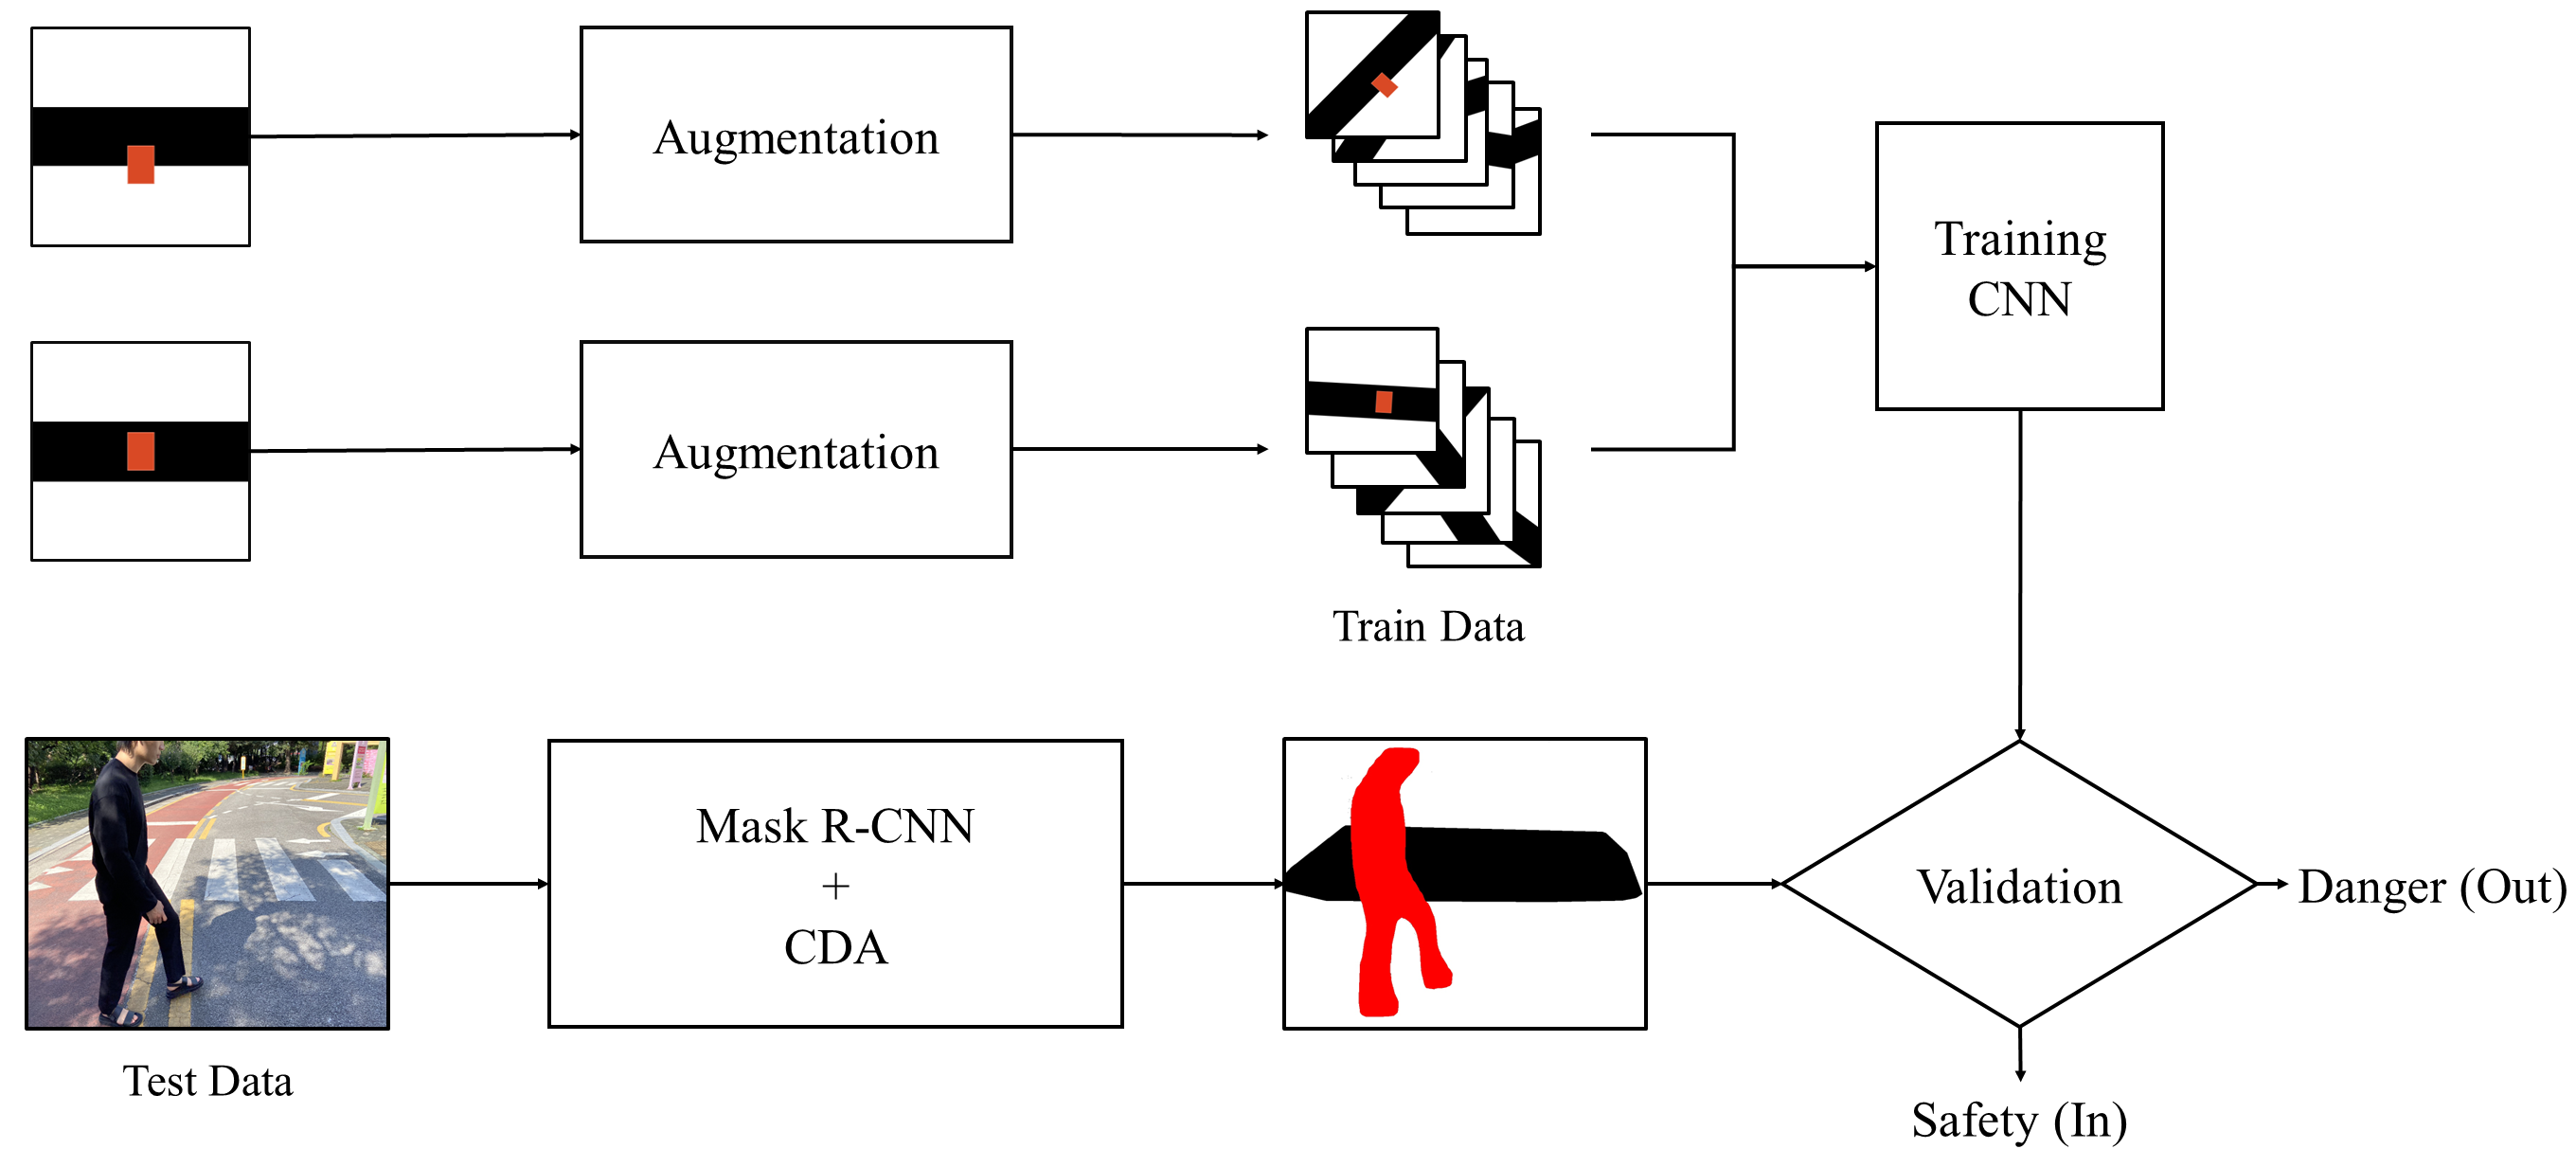 Augmentation
Training
CNN
Augmentation
Train Data
Mask R-CNN
+
CDA
Validation
Danger (Out)
Test Data
Safety (In)